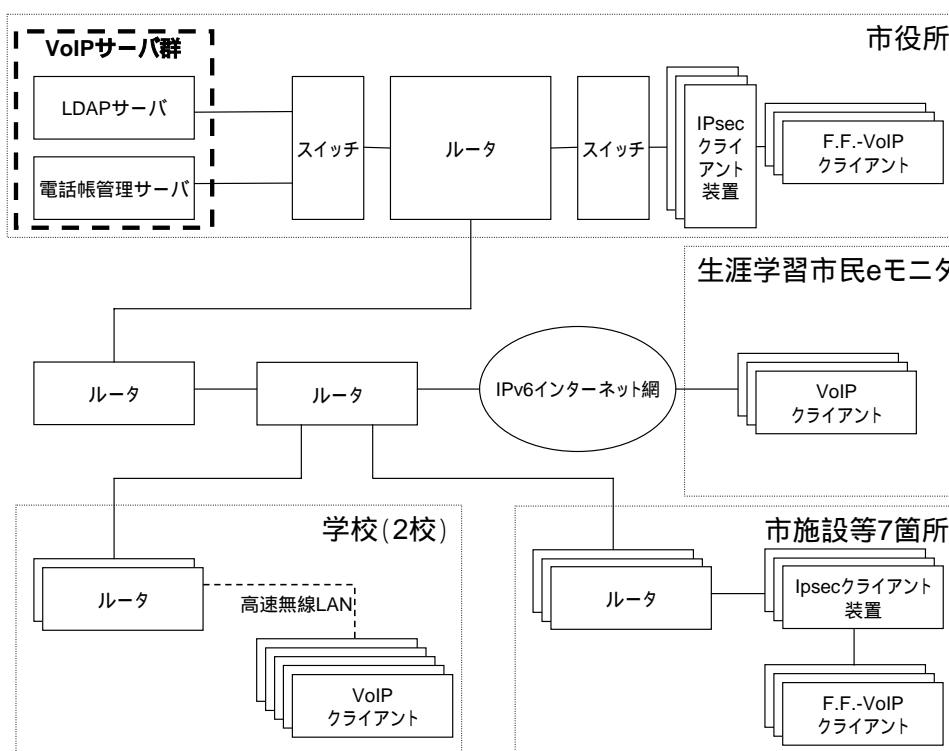 市役所
VoIPサーバ群
LDAPサーバ
電話帳管理サーバ
スイッチ
ルータ
スイッチ
IPsec
クライ
アント
装置
F.F.-VoIP
クライアント
生涯学習市民eモニタ
ルータ
ルータ
IPv6インターネット網
VoIP
クライアント
学校(2校)
ルータ
高速無線LAN
VoIP
クライアント
市施設等7箇所
ルータ
Ipsecクライアント
装置
F.F.-VoIP
クライアント